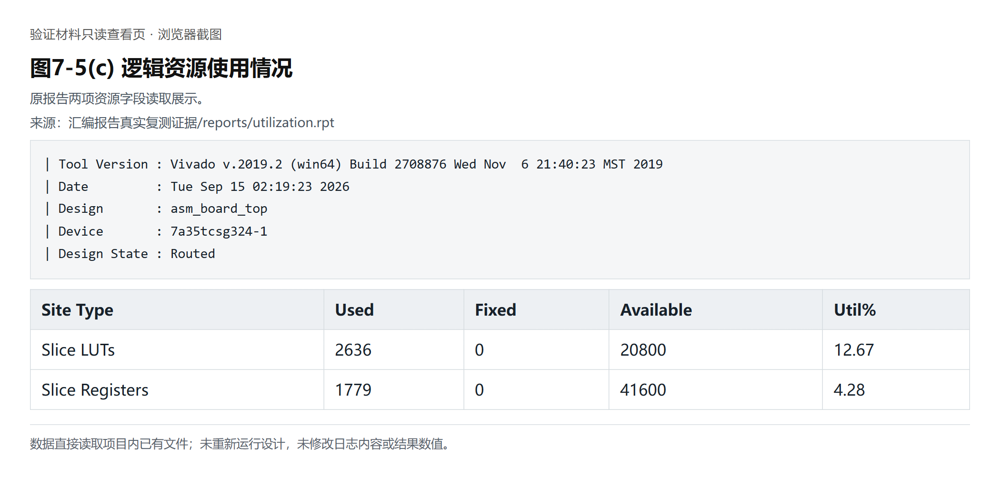 验证材料只读查看页 · 浏览器截图
图7-5(c) 逻辑资源使用情况
原报告两项资源字段读取展示。
来源：汇编报告真实复测证据/reports/utilization.rpt
| Tool Version : Vivado v.2019.2 (win64) Build 2708876 Wed Nov  6 21:40:23 MST 2019
| Date         : Tue Sep 15 02:19:23 2026
| Design       : asm_board_top
| Device       : 7a35tcsg324-1
| Design State : Routed
Site Type Used Fixed Available Util%
Slice LUTs 2636 0 20800 12.67
Slice Registers 1779 0 41600 4.28
数据直接读取项目内已有文件；未重新运行设计，未修改日志内容或结果数值。